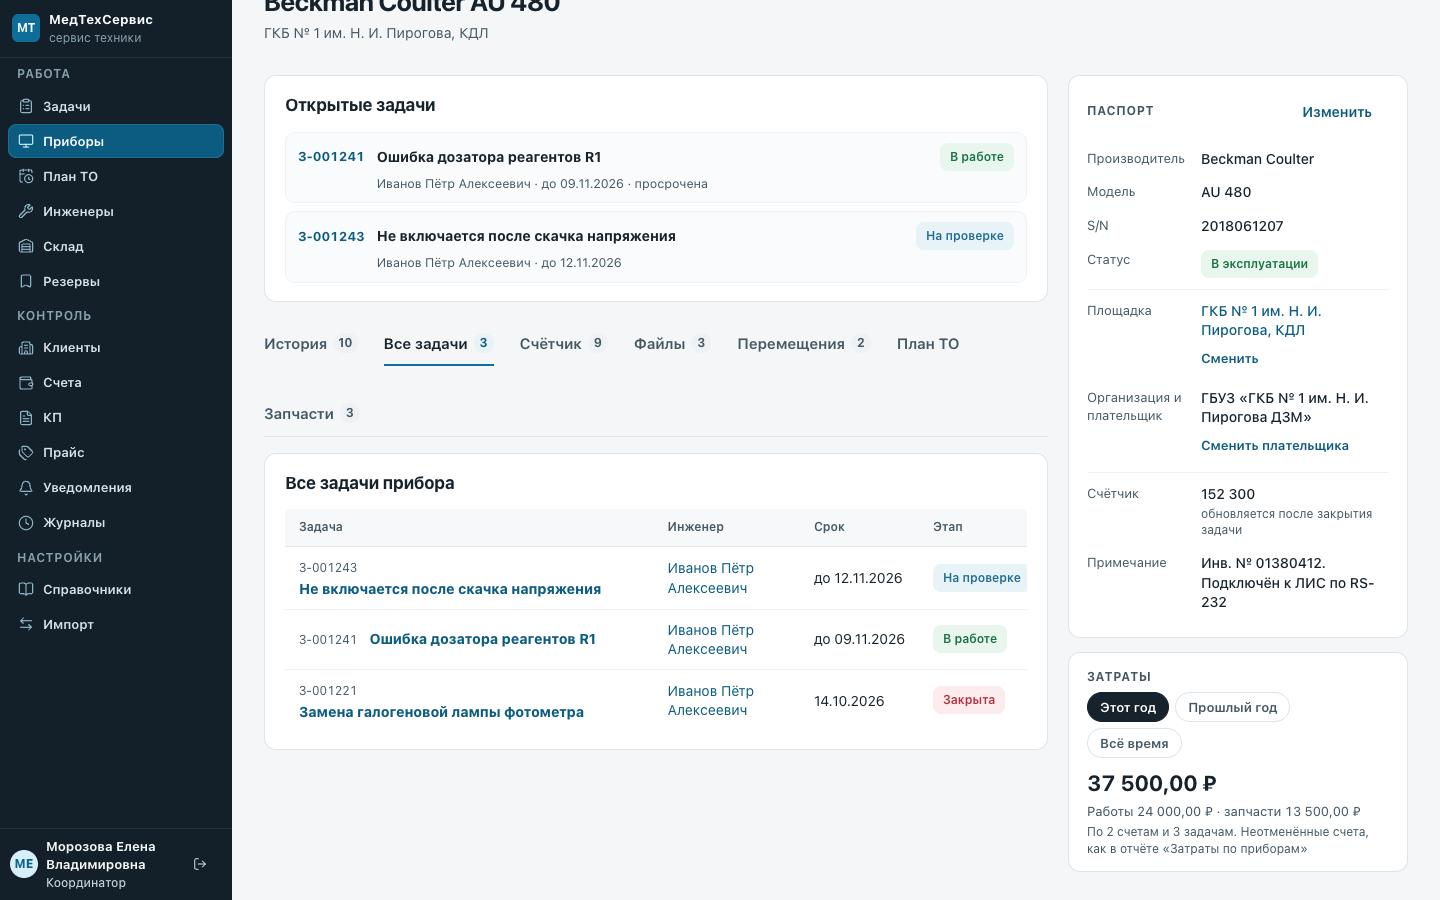 МТ
МедТехСервис
сервис техники
РАБОТА
Задачи
Приборы
План ТО
Инженеры
Склад
Резервы
КОНТРОЛЬ
Клиенты
Счета
КП
Прайс
Уведомления
Журналы
НАСТРОЙКИ
Справочники
Импорт
МЕ
Морозова Елена
Владимировна
Координатор
Beckman Coulter AU 480
ГКБ № 1 им. Н. И. Пирогова, КДЛ
Открытые задачи
З-001241 Ошибка дозатора реагентов R1 В работе
Иванов Пётр Алексеевич · до 09.11.2026 · просрочена
З-001243 Не включается после скачка напряжения На проверке
Иванов Пётр Алексеевич · до 12.11.2026
История 10 Все задачи 3 Счётчик 9 Файлы 3 Перемещения 2 План ТО
Запчасти 3
Все задачи прибора
Задача Инженер Срок Этап
З-001243
Не включается после скачка напряжения
Иванов Пётр
Алексеевич
до 12.11.2026
На проверке
З-001241 Ошибка дозатора реагентов R1
Иванов Пётр
Алексеевич
до 09.11.2026
В работе
З-001221
Замена галогеновой лампы фотометра
Иванов Пётр
Алексеевич
14.10.2026
Закрыта
ПАСПОРТ Изменить
Производитель Beckman Coulter
Модель AU 480
S/N 2018061207
Статус В эксплуатации
Площадка ГКБ № 1 им. Н. И.
Пирогова, КДЛ
Сменить
Организация и
плательщик
ГБУЗ «ГКБ № 1 им. Н. И.
Пирогова ДЗМ»
Сменить плательщика
Счётчик 152 300
обновляется после закрытия
задачи
Примечание Инв. № 01380412.
Подключён к ЛИС по RS-
232
ЗАТРАТЫ
Этот год Прошлый год
Всё время
37 500,00 ₽
Работы 24 000,00 ₽ · запчасти 13 500,00 ₽
По 2 счетам и 3 задачам. Неотменённые счета,
как в отчёте «Затраты по приборам»